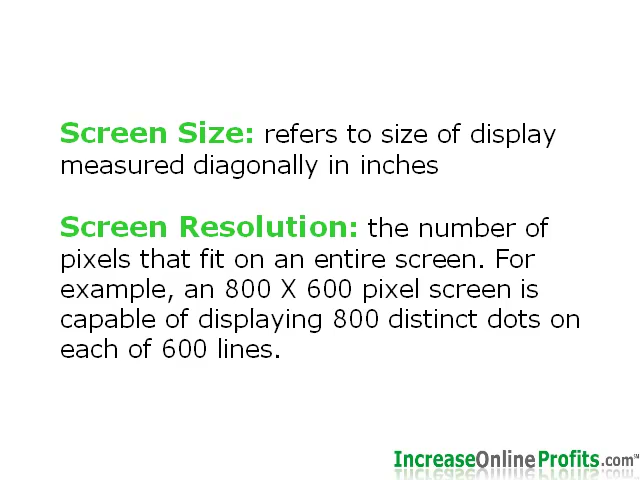 Screen Size: refers to size of display
measured diagonally in inches
Screen Resolution: the number of
pixels that fit on an entire screen. For
example, an 800 X 600 pixel screen is
capable of displaying 800 distinct dots on
each of 600 lines.
IncreaseOnlineProfits.com℠